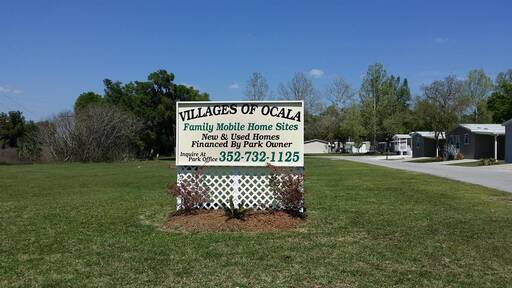 VILLAGES OF OCALA
Family Mobile Home Sites
New & Used Homes
Financed By Park Owner
Inquire At
Park Office 352-732-1125